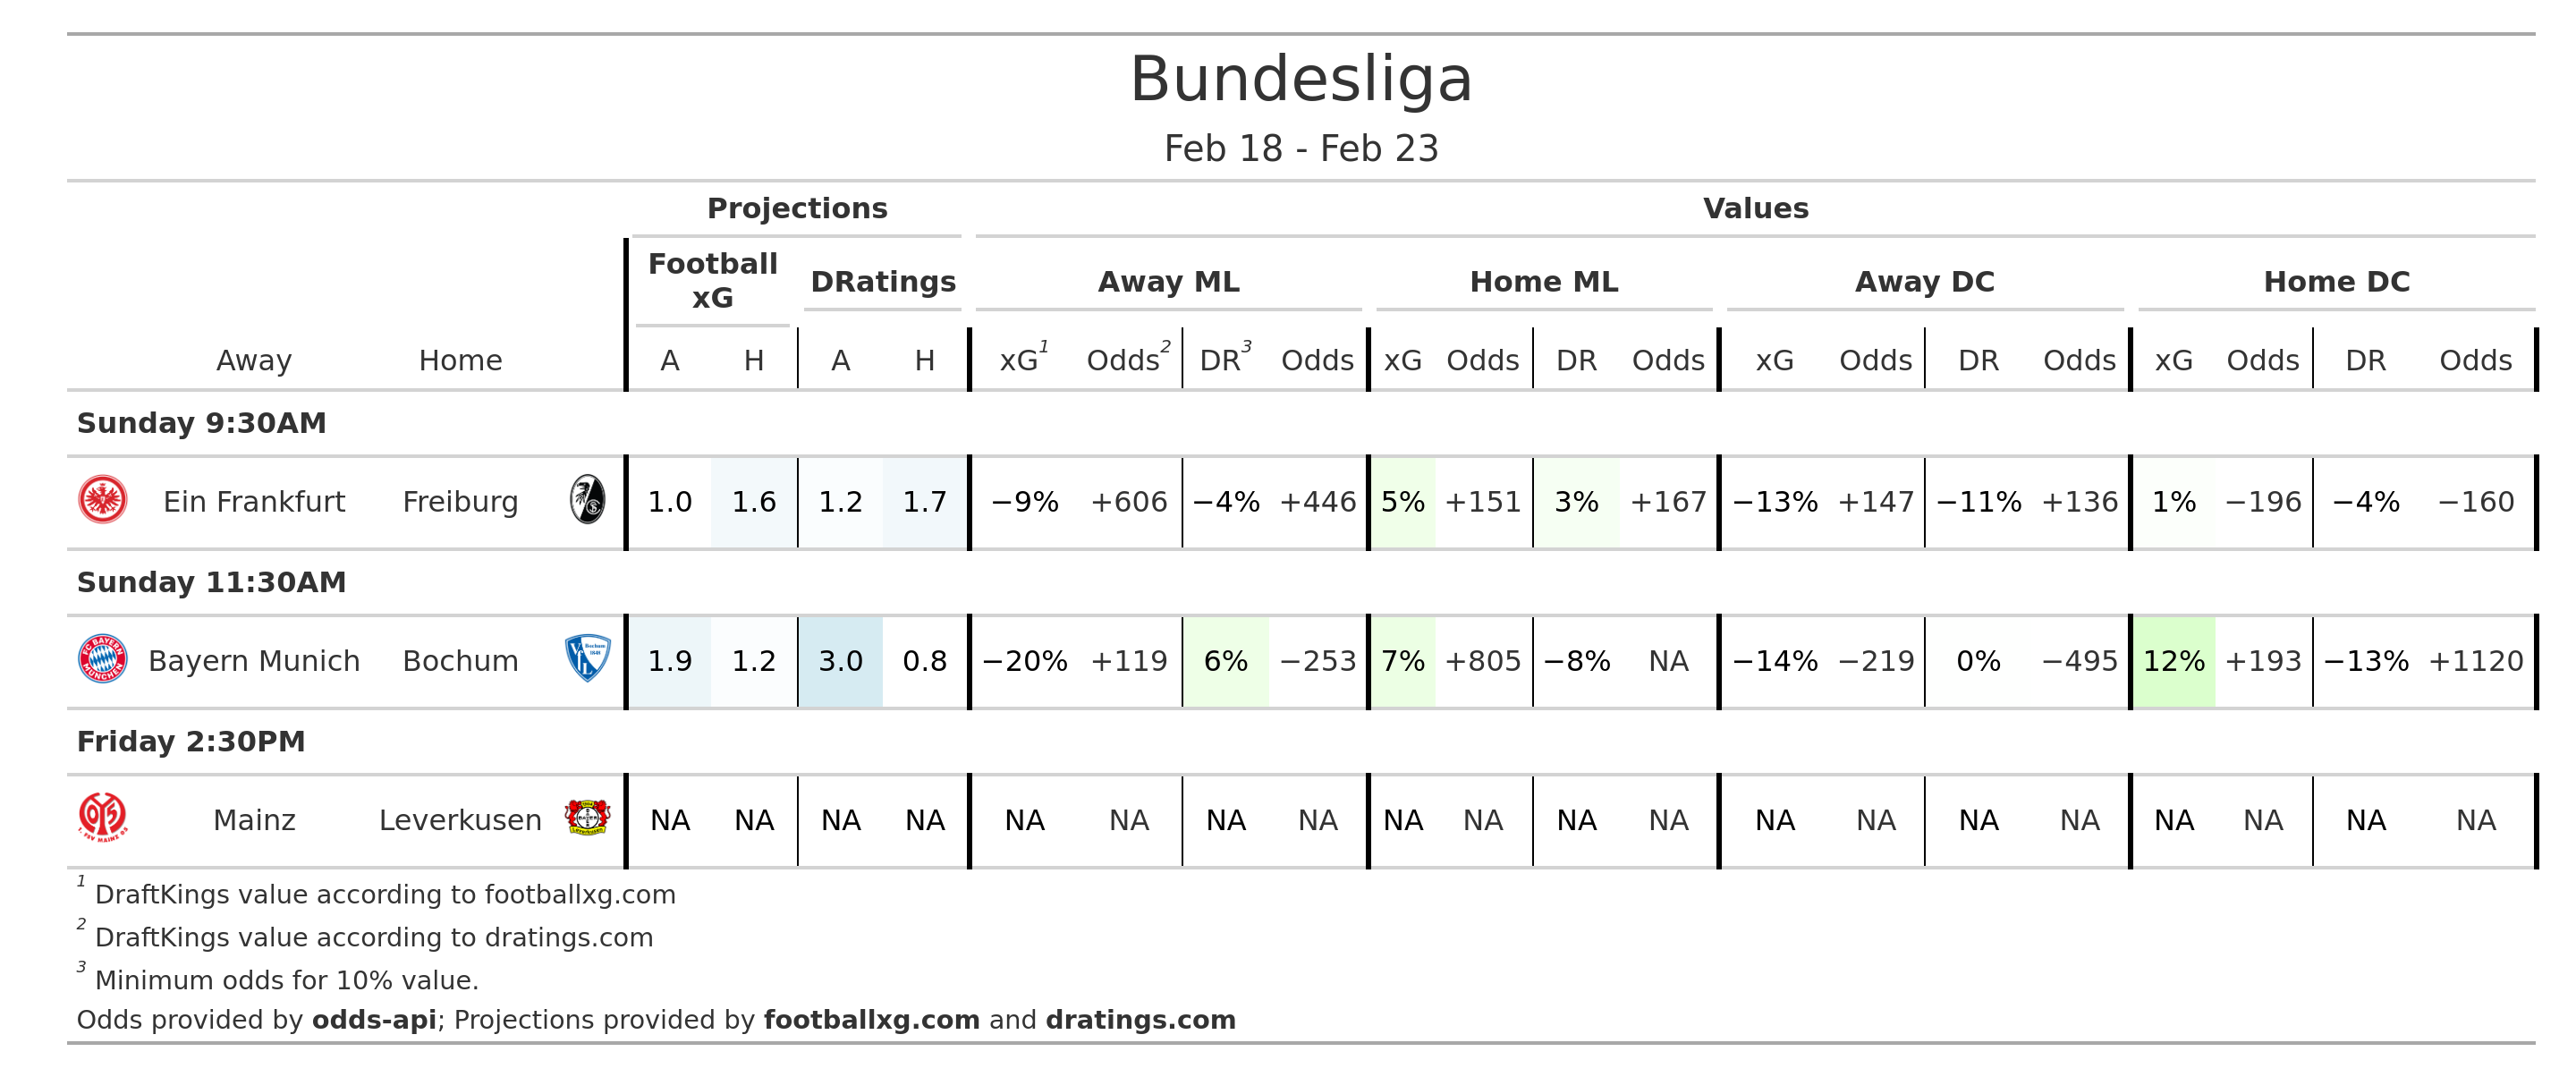 Bundesliga
Feb 18 - Feb 23
Projections Values
Football xG DRatings Away ML Home ML Away DC Home DC
Away Home A H A H xG1 Odds2 DR3 Odds xG Odds DR Odds xG Odds DR Odds xG Odds DR Odds
Sunday 9:30AM
Ein Frankfurt Freiburg 1.0 1.6 1.2 1.7 −9% +606 −4% +446 5% +151 3% +167 −13% +147 −11% +136 1% −196 −4% −160
Sunday 11:30AM
Bayern Munich Bochum 1.9 1.2 3.0 0.8 −20% +119 6% −253 7% +805 −8% NA −14% −219 0% −495 12% +193 −13% +1120
Friday 2:30PM
Mainz Leverkusen NA NA NA NA NA NA NA NA NA NA NA NA NA NA NA NA NA NA NA NA
1 DraftKings value according to footballxg.com
2 DraftKings value according to dratings.com
3 Minimum odds for 10% value.
Odds provided by odds-api; Projections provided by footballxg.com and dratings.com